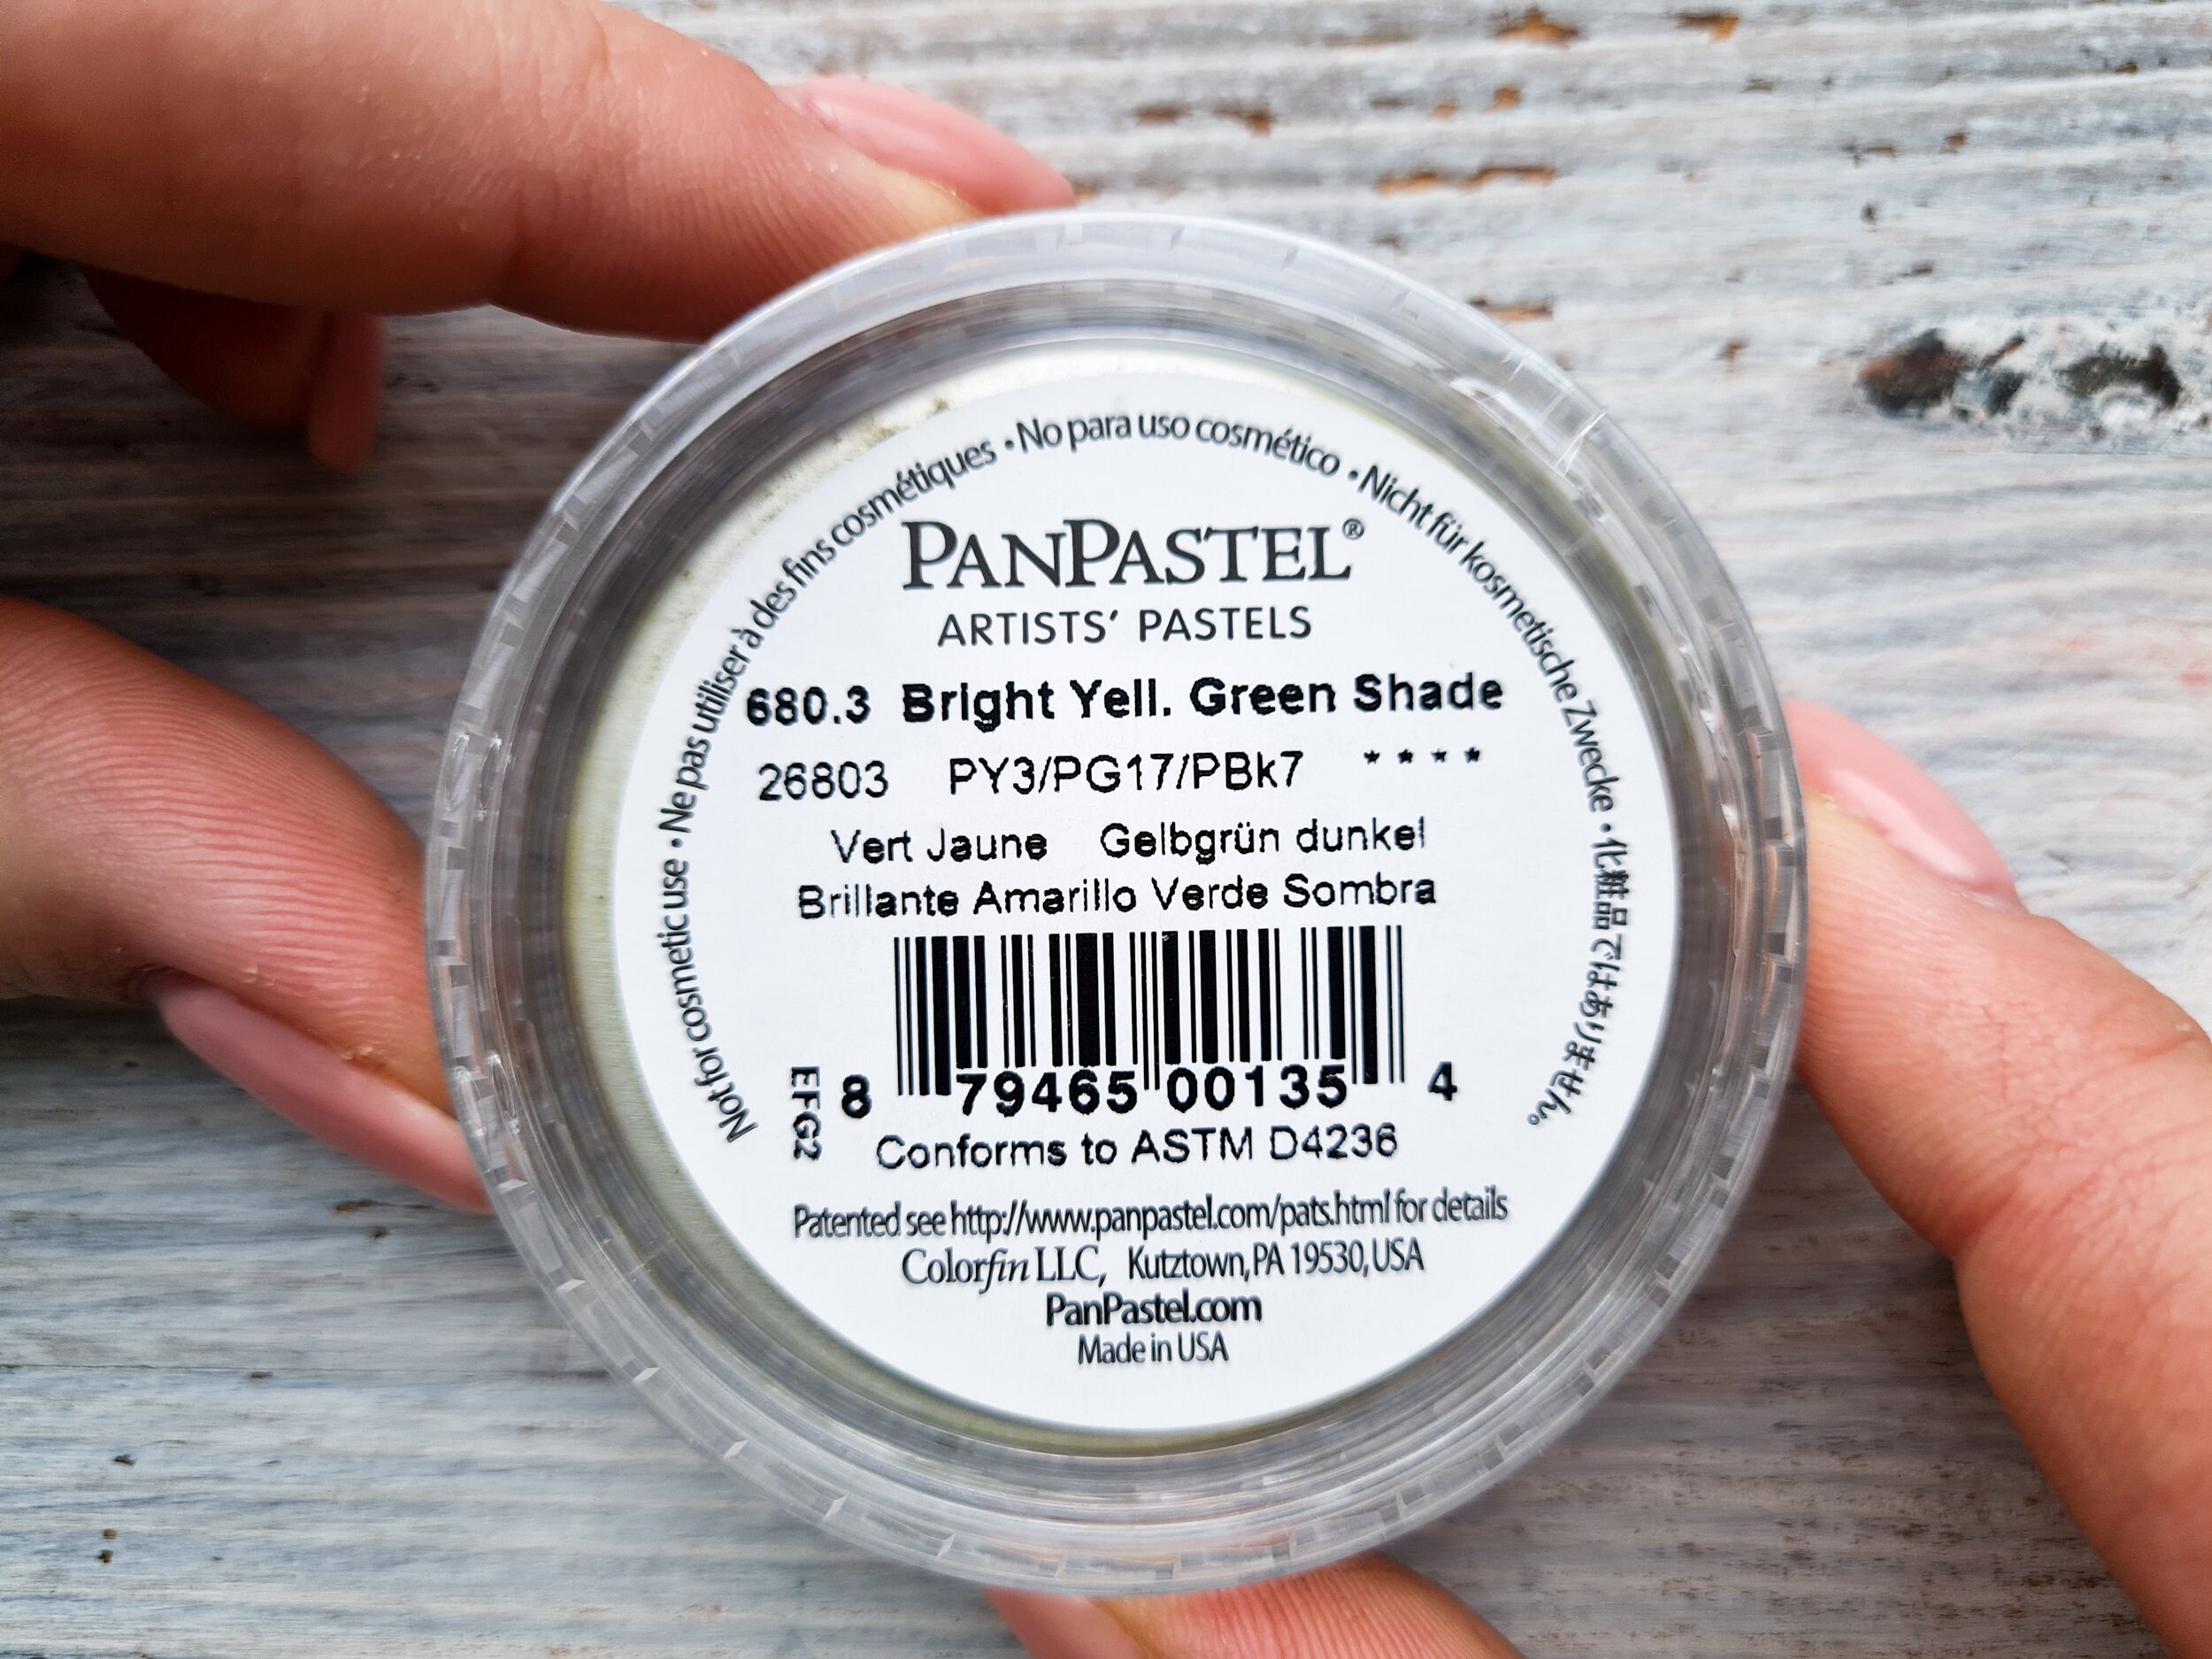 Not for cosmetic use • Ne pas utiliser à des fins cosmétiques • No para uso cosmético • Nicht für kosmetische Zwecke • 化粧品ではありません。
PANPASTEL®
ARTISTS' PASTELS
680.3 Bright Yell. Green Shade
26803 PY3/PG17/PBk7 ****
Vert Jaune Gelbgrün dunkel
Brillante Amarillo Verde Sombra
EFG2
8 79465 00135 4
Conforms to ASTM D4236
Patented see http://www.panpastel.com/pats.html for details
Colorfin LLC, Kutztown, PA 19530, USA
PanPastel.com
Made in USA